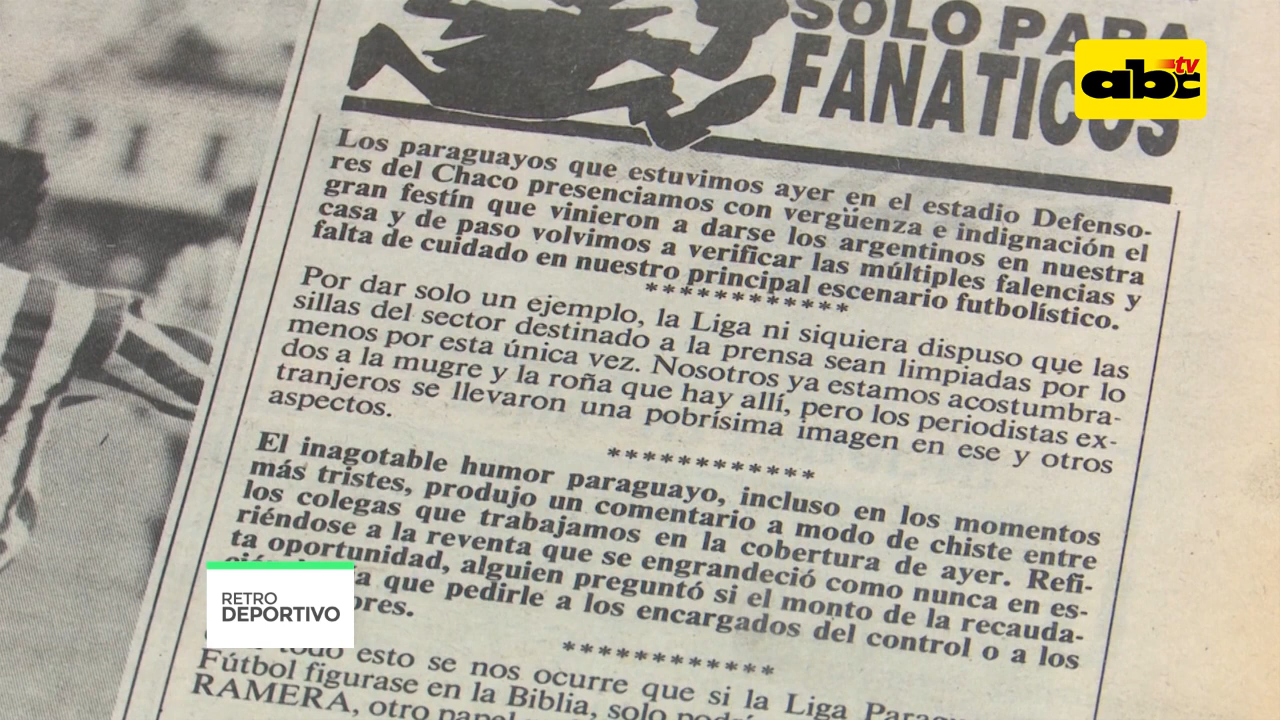 SOLO PARA
FANATICOS
abc tv
Los paraguayos que estuvimos ayer en el estadio Defenso-
res del Chaco presenciamos con vergüenza e indignación el
gran festín que vinieron a darse los argentinos en nuestra
casa y de paso volvimos a verificar las múltiples falencias y
falta de cuidado en nuestro principal escenario futbolístico.
************
Por dar solo un ejemplo, la Liga ni siquiera dispuso que las
sillas del sector destinado a la prensa sean limpiadas por lo
menos por esta única vez. Nosotros ya estamos acostumbra-
dos a la mugre y la roña que hay allí, pero los periodistas ex-
tranjeros se llevaron una pobrísima imagen en ese y otros
aspectos.
************
El inagotable humor paraguayo, incluso en los momentos
más tristes, produjo un comentario a modo de chiste entre
los colegas que trabajamos en la cobertura de ayer. Refi-
riéndose a la reventa que se engrandeció como nunca en es-
ta oportunidad, alguien preguntó si el monto de la recauda-
que pedirle a los encargados del control o a los
ores.
************
todo esto se nos ocurre que si la Liga
Fútbol figurase en la Biblia, solo
RAMERA, otro papel
RETRO
DEPORTIVO